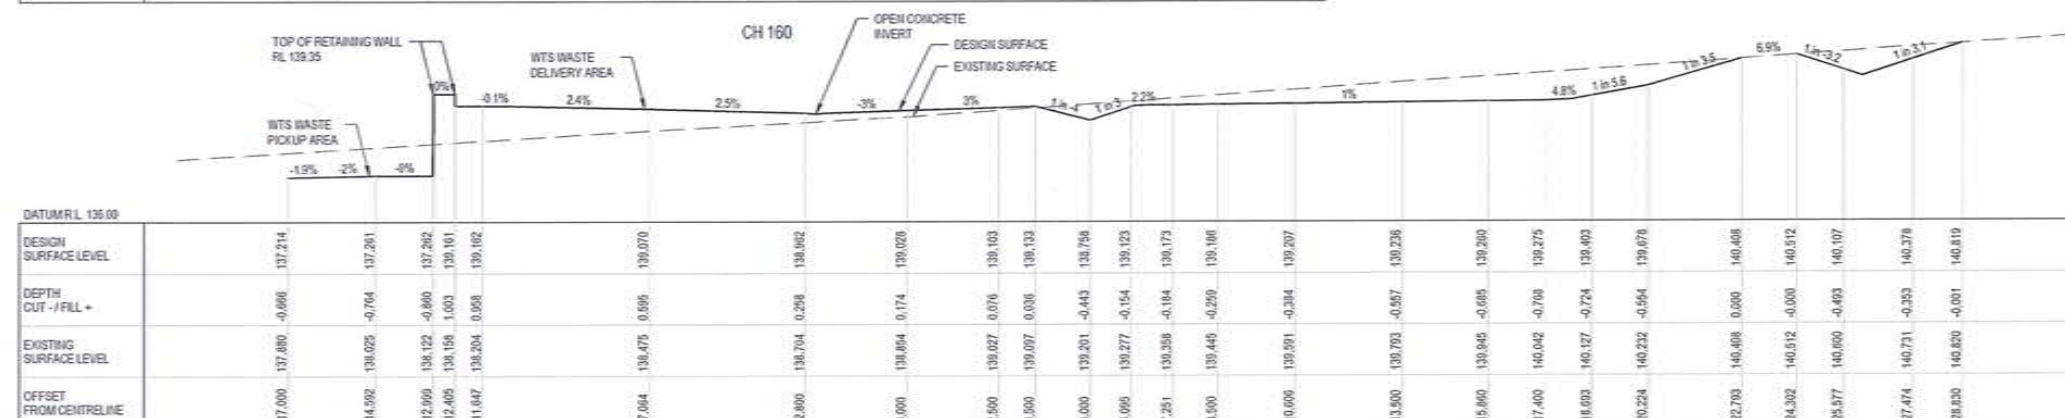 CH 160
OPEN CONCRETE
INVERT
TOP OF RETAINING WALL
RL 139.35
WTS WASTE
DELIVERY AREA
DESIGN SURFACE
EXISTING SURFACE
WTS WASTE
PICKUP AREA
-1.9% -2% -0% 0% -0.1% 2.4% 2.5% -3% 3% 1 in -4 1 in 3 2.2% 1% 4.8% 1 in 5.6 1 in 3.5 6.9% 1 in -3.2 1 in 3.1
DATUM R.L. 136.00
DESIGN
SURFACE LEVEL
137.214 137.261 137.262 139.161 139.162 139.070 138.962 139.028 139.103 139.133 138.758 139.123 139.173 139.186 139.207 139.236 139.260 139.275 139.403 139.678 140.408 140.512 140.107 140.378 140.819
DEPTH
CUT - / FILL +
-0.666 -0.764 -0.860 1.003 0.958 0.595 0.258 0.174 0.076 0.036 -0.443 -0.154 -0.184 -0.259 -0.384 -0.557 -0.685 -0.768 -0.724 -0.554 0.000 -0.000 -0.493 -0.353 -0.001
EXISTING
SURFACE LEVEL
137.880 138.025 138.122 138.158 138.204 138.475 138.704 138.854 139.027 139.097 139.201 139.277 139.358 139.445 139.591 139.793 139.945 140.042 140.127 140.232 140.408 140.512 140.600 140.731 140.820
OFFSET
FROM CENTRELINE